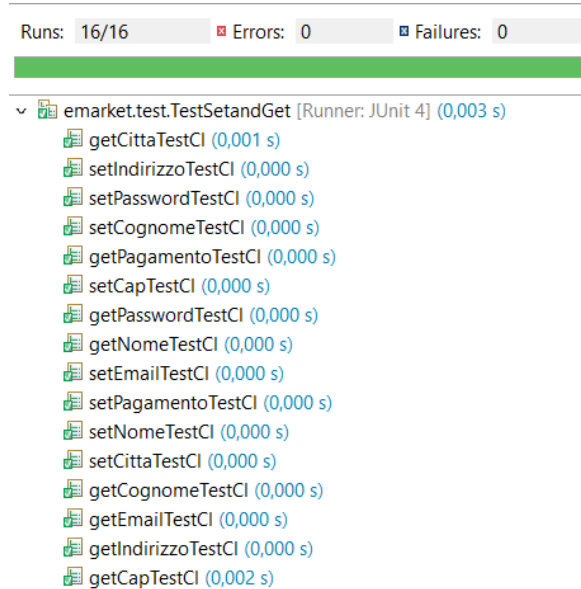 Runs: 16/16 Errors: 0 Failures: 0
emarket.test.TestSetandGet [Runner: JUnit 4] (0,003 s)
getCittaTestCl (0,001 s)
setIndirizzoTestCl (0,000 s)
setPasswordTestCl (0,000 s)
setCognomeTestCl (0,000 s)
getPagamentoTestCl (0,000 s)
setCapTestCl (0,000 s)
getPasswordTestCl (0,000 s)
getNomeTestCl (0,000 s)
setEmailTestCl (0,000 s)
setPagamentoTestCl (0,000 s)
setNomeTestCl (0,000 s)
setCittaTestCl (0,000 s)
getCognomeTestCl (0,000 s)
getEmailTestCl (0,000 s)
getIndirizzoTestCl (0,000 s)
getCapTestCl (0,002 s)